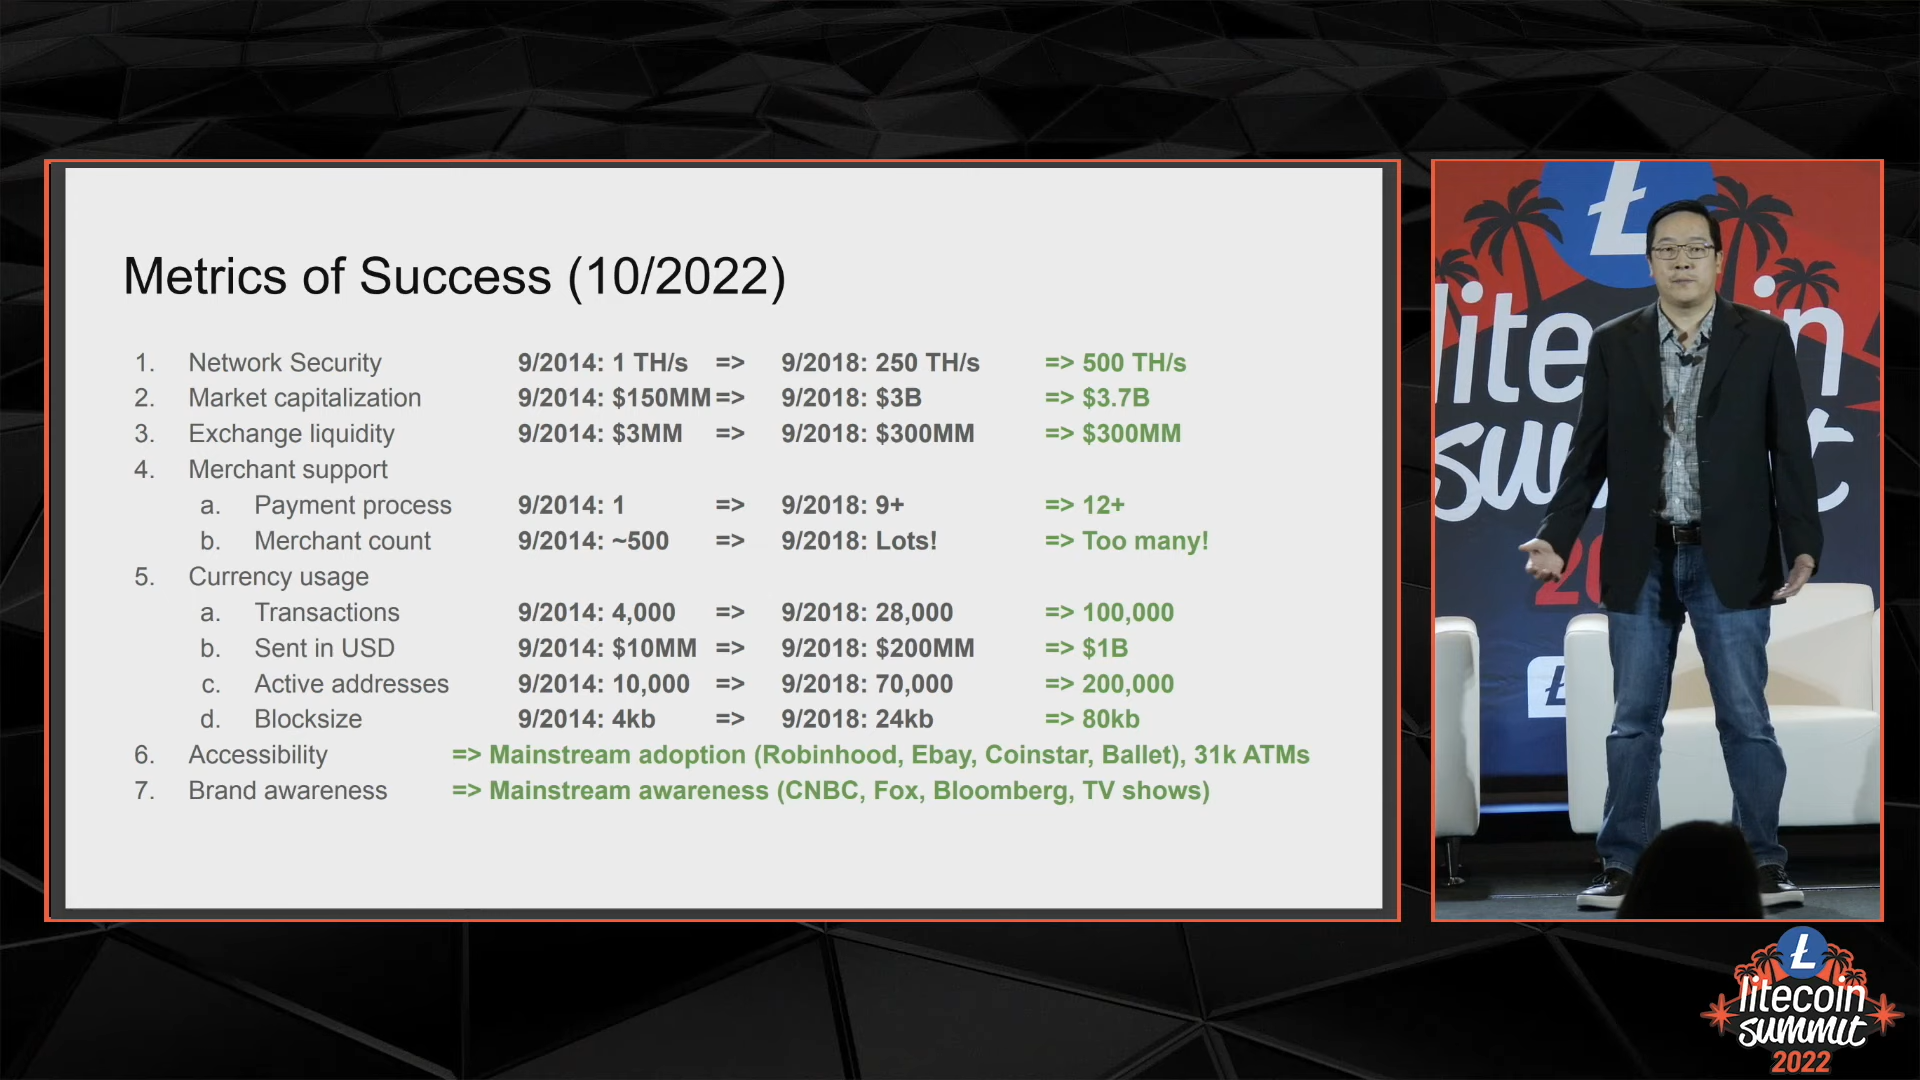 Metrics of Success (10/2022)
1. Network Security 9/2014: 1 TH/s => 9/2018: 250 TH/s => 500 TH/s
2. Market capitalization 9/2014: $150MM => 9/2018: $3B => $3.7B
3. Exchange liquidity 9/2014: $3MM => 9/2018: $300MM => $300MM
4. Merchant support
a. Payment process 9/2014: 1 => 9/2018: 9+ => 12+
b. Merchant count 9/2014: ~500 => 9/2018: Lots! => Too many!
5. Currency usage
a. Transactions 9/2014: 4,000 => 9/2018: 28,000 => 100,000
b. Sent in USD 9/2014: $10MM => 9/2018: $200MM => $1B
c. Active addresses 9/2014: 10,000 => 9/2018: 70,000 => 200,000
d. Blocksize 9/2014: 4kb => 9/2018: 24kb => 80kb
6. Accessibility => Mainstream adoption (Robinhood, Ebay, Coinstar, Ballet), 31k ATMs
7. Brand awareness => Mainstream awareness (CNBC, Fox, Bloomberg, TV shows)
litecoin
summit
2022